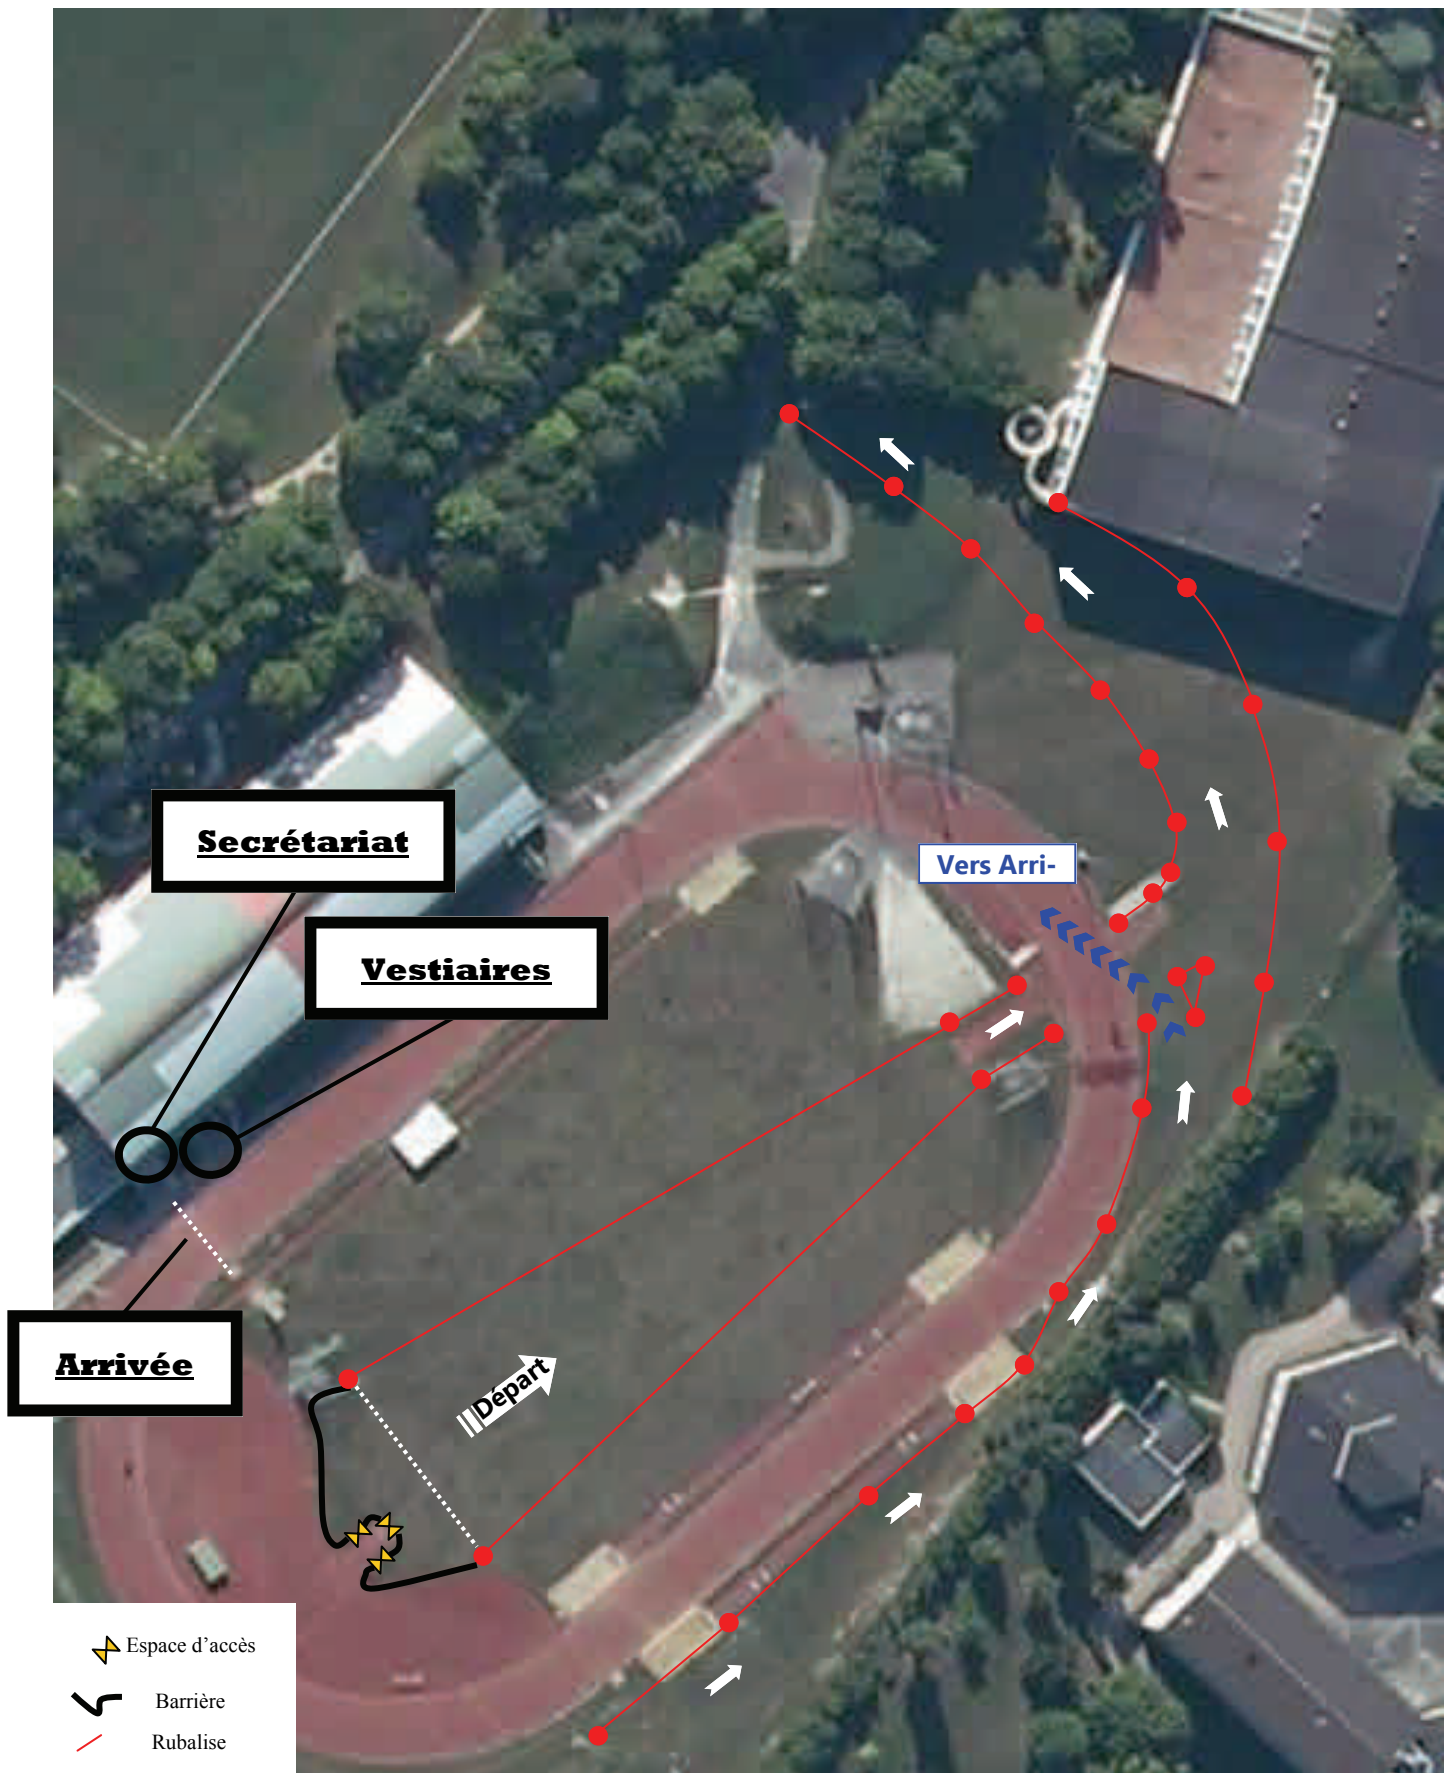 Vers Arri-
Secrétariat
Vestiaires
Arrivée
Départ
Espace d'accès
Barrière
Rubalise